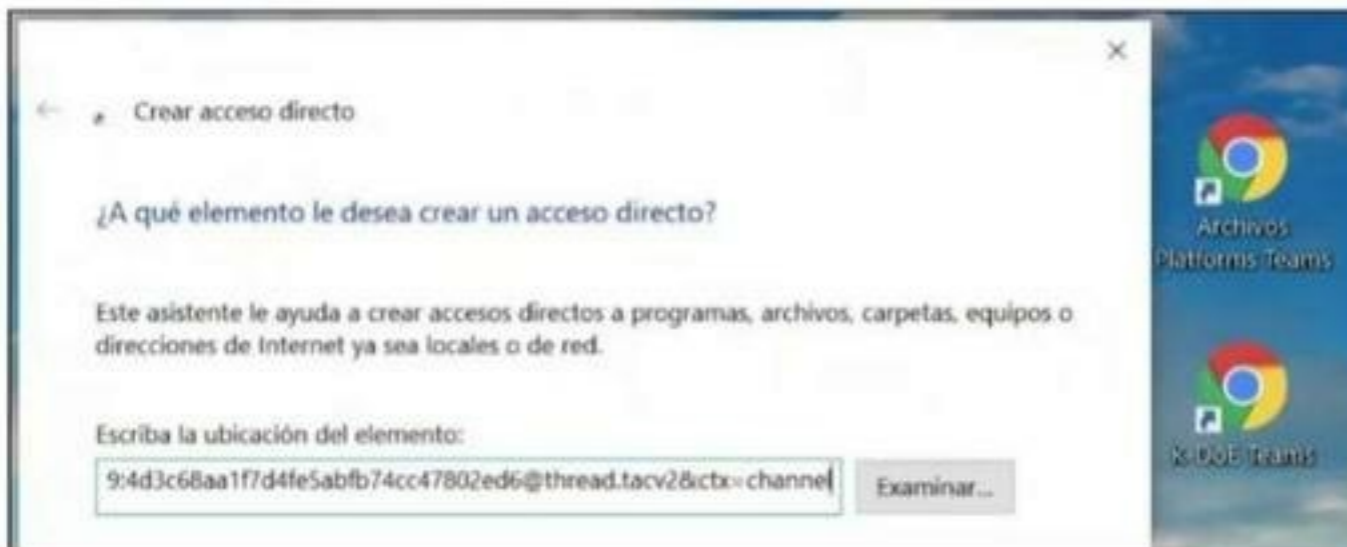 Crear acceso directo
¿A qué elemento le desea crear un acceso directo?
Este asistente le ayuda a crear accesos directos a programas, archivos, carpetas, equipos o
direcciones de Internet ya sea locales o de red.
Escriba la ubicación del elemento:
9:4d3c68aa1f7d4fe5abfb74cc47802ed6@thread.tacv2&ctx=channel
Examinar...
Archivos
Platforms Teams
K-DoE Teams